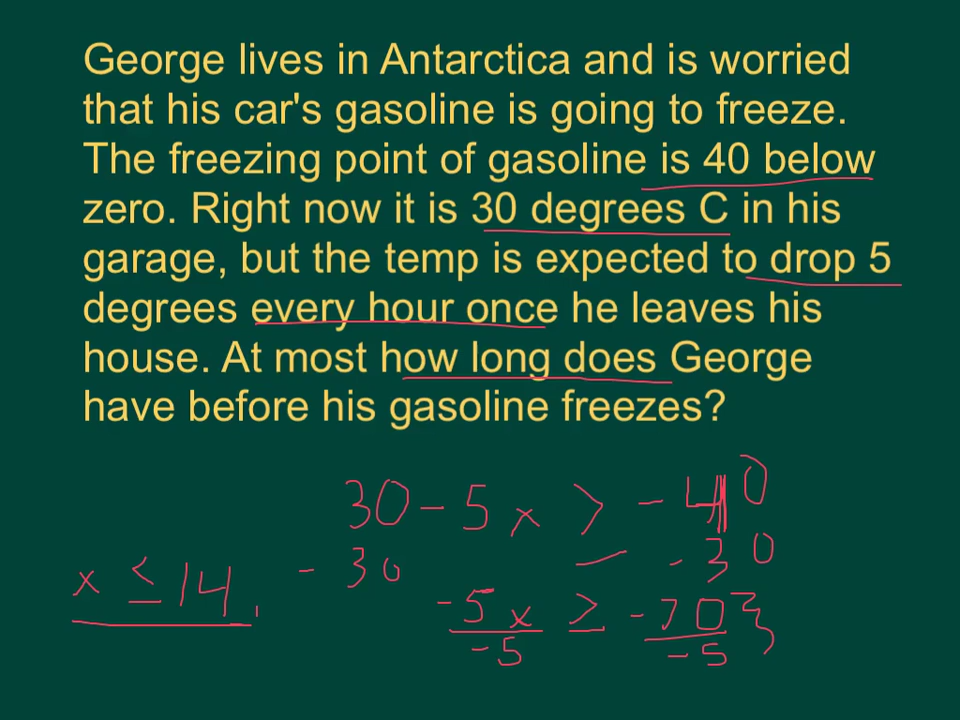 George lives in Antarctica and is worried
that his car's gasoline is going to freeze.
The freezing point of gasoline is 40 below
zero. Right now it is 30 degrees C in his
garage, but the temp is expected to drop 5
degrees every hour once he leaves his
house. At most how long does George
have before his gasoline freezes?
30 - 5x > - 40
- 30 - 30
-5x ≥ -70
-5 -5
x ≤ 14